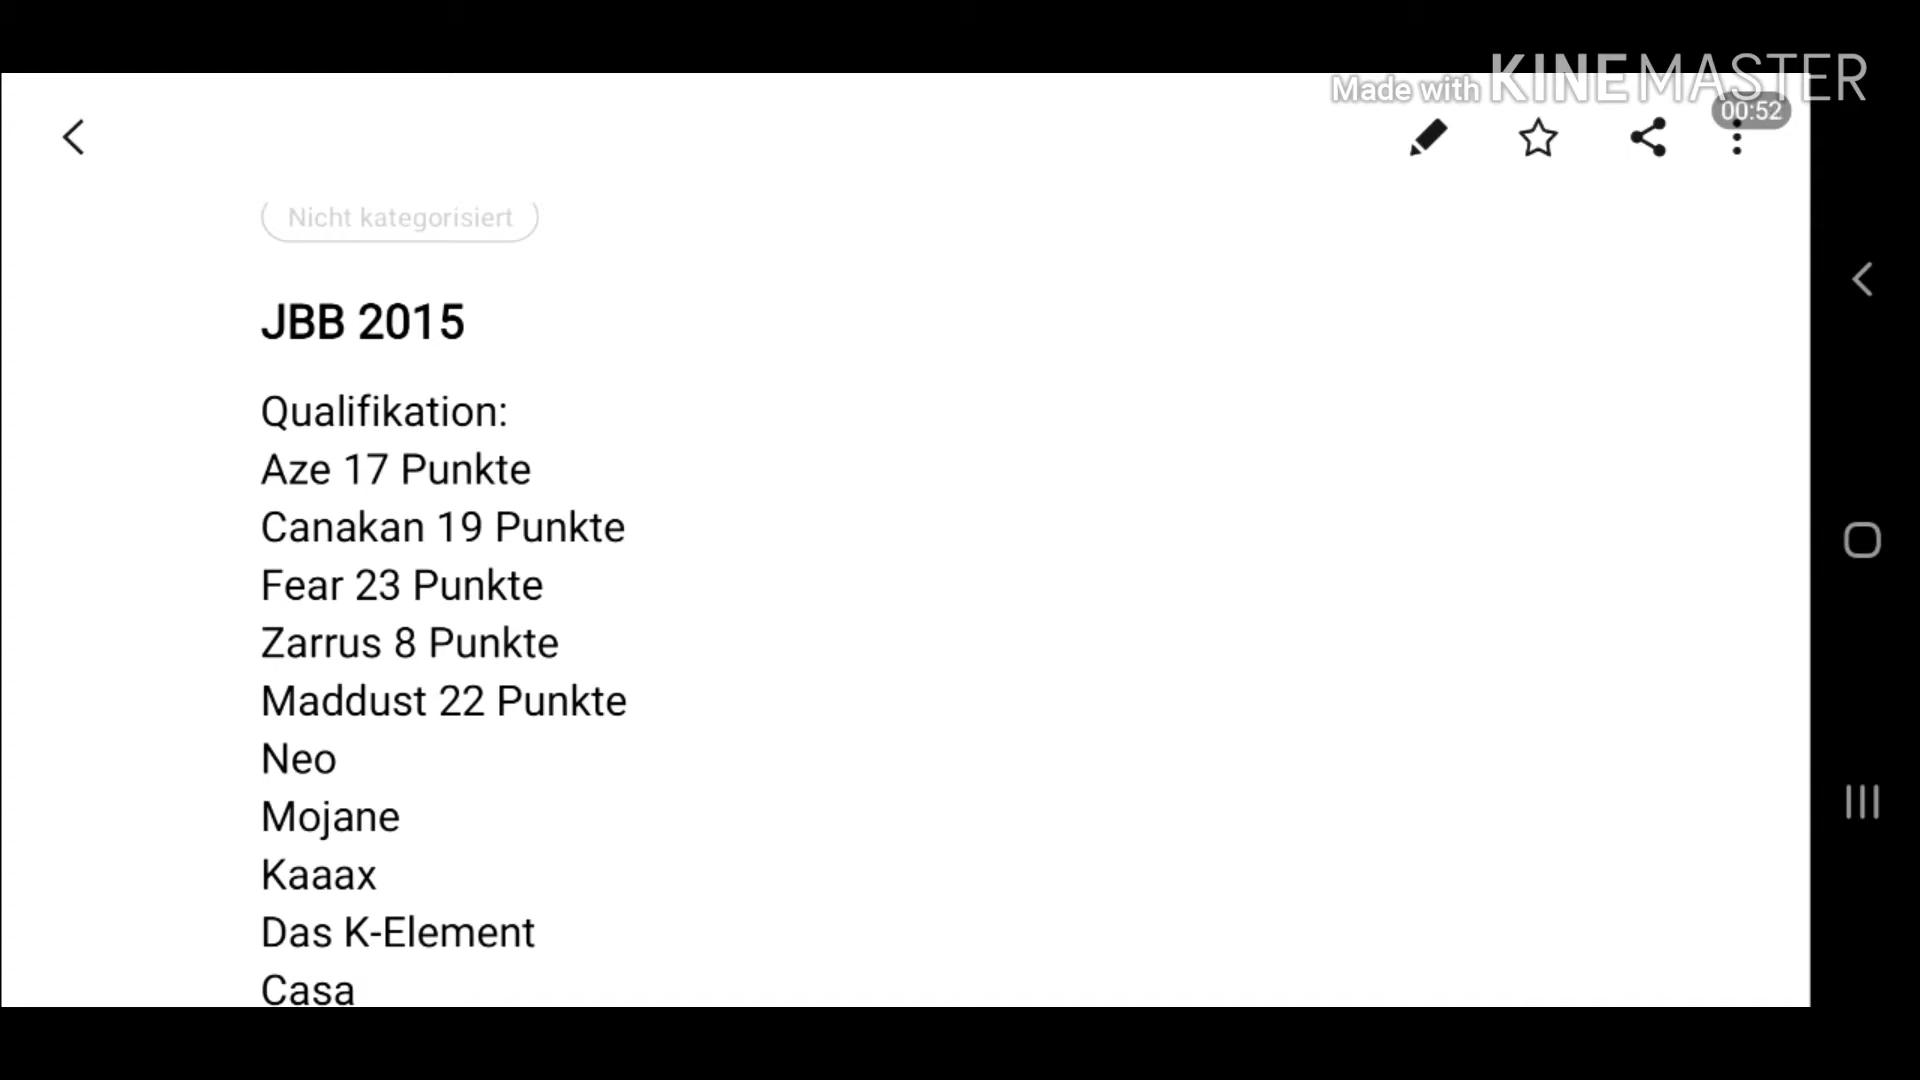 Made with KINEMASTER
00:52
Nicht kategorisiert
JBB 2015
Qualifikation:
Aze 17 Punkte
Canakan 19 Punkte
Fear 23 Punkte
Zarrus 8 Punkte
Maddust 22 Punkte
Neo
Mojane
Kaaax
Das K-Element
Casa